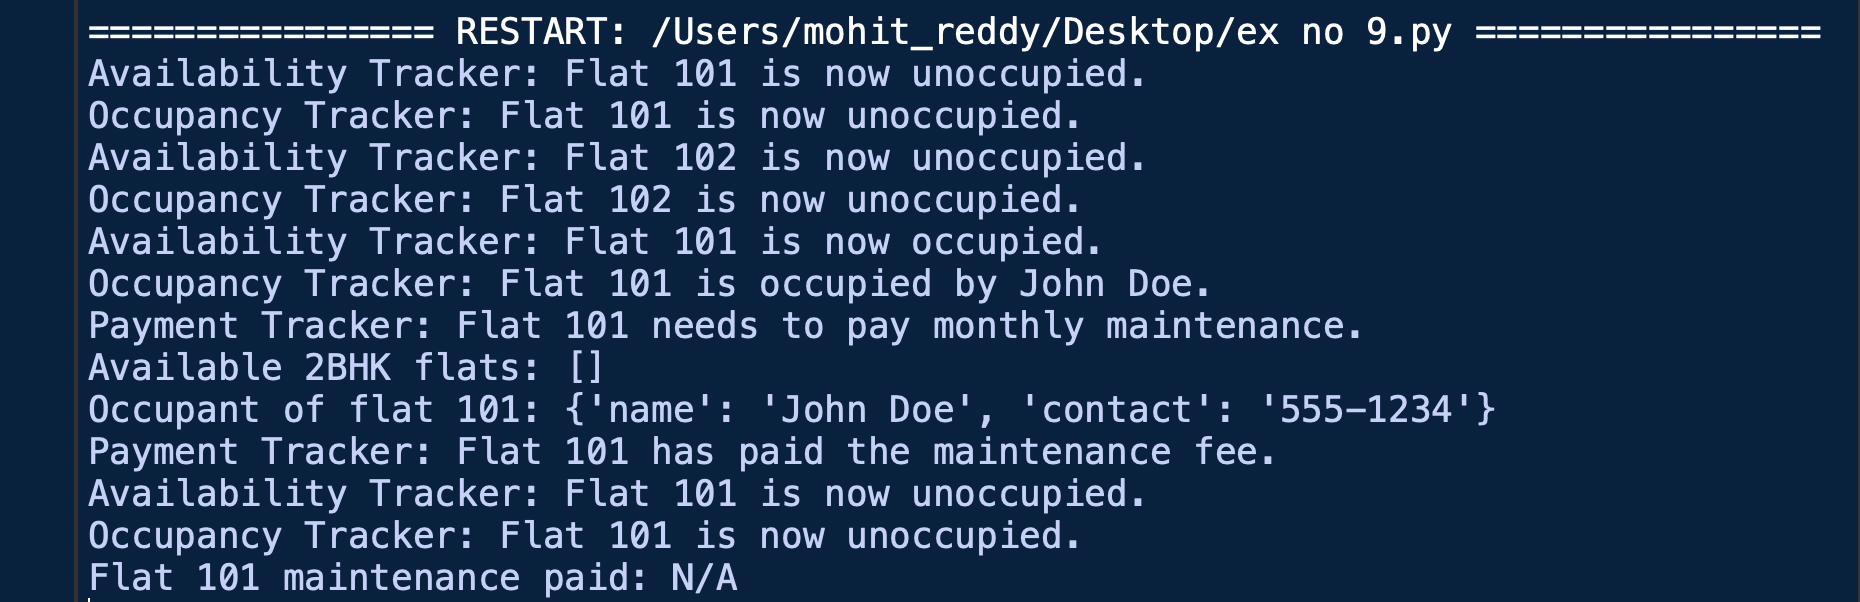 ================ RESTART: /Users/mohit_reddy/Desktop/ex no 9.py ================
Availability Tracker: Flat 101 is now unoccupied.
Occupancy Tracker: Flat 101 is now unoccupied.
Availability Tracker: Flat 102 is now unoccupied.
Occupancy Tracker: Flat 102 is now unoccupied.
Availability Tracker: Flat 101 is now occupied.
Occupancy Tracker: Flat 101 is occupied by John Doe.
Payment Tracker: Flat 101 needs to pay monthly maintenance.
Available 2BHK flats: []
Occupant of flat 101: {'name': 'John Doe', 'contact': '555-1234'}
Payment Tracker: Flat 101 has paid the maintenance fee.
Availability Tracker: Flat 101 is now unoccupied.
Occupancy Tracker: Flat 101 is now unoccupied.
Flat 101 maintenance paid: N/A